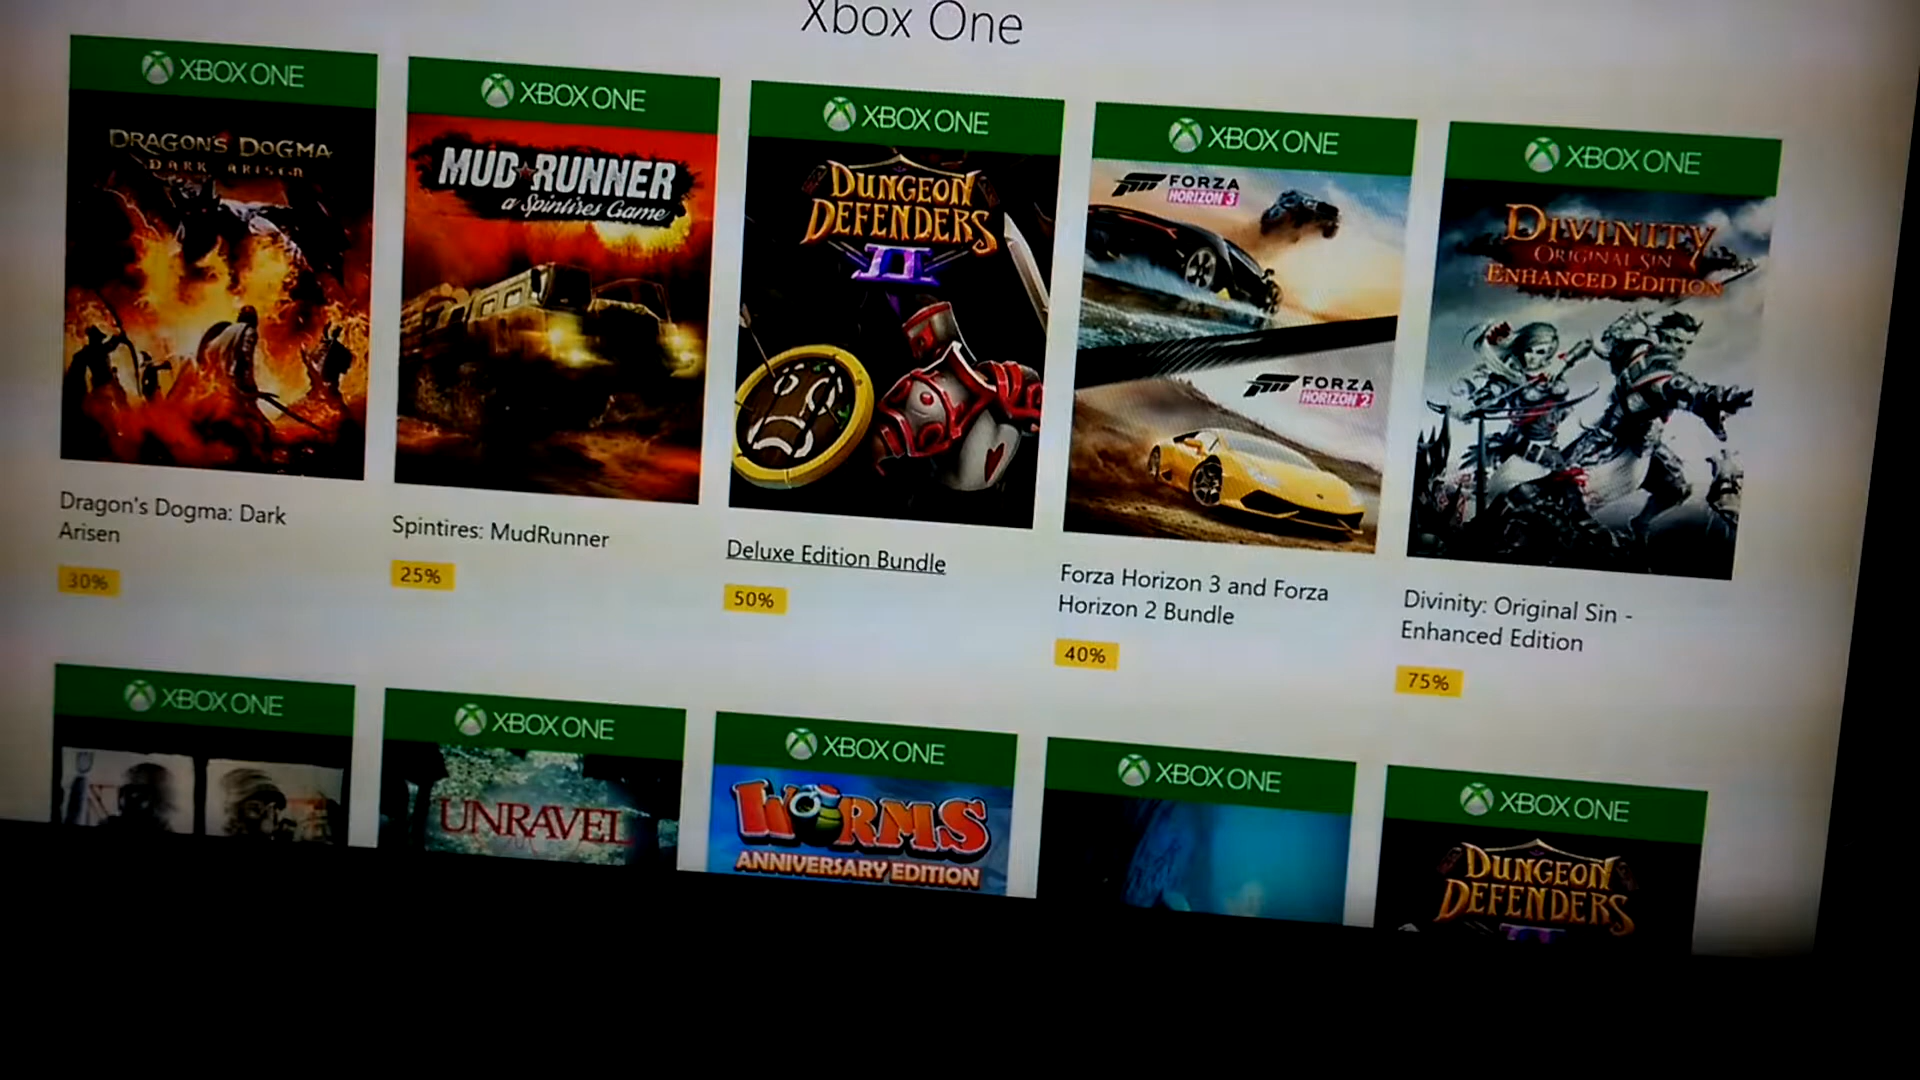 Xbox One
XBOX ONE
DRAGON'S DOGMA
DARK ARISEN
Dragon's Dogma: Dark
Arisen
30%
XBOX ONE
MUD RUNNER
a Spintires Game
Spintires: MudRunner
25%
XBOX ONE
DUNGEON
DEFENDERS
II
Deluxe Edition Bundle
50%
XBOX ONE
FORZA
HORIZON 3
FORZA
HORIZON 2
Forza Horizon 3 and Forza
Horizon 2 Bundle
40%
XBOX ONE
DIVINITY
ORIGINAL SIN
ENHANCED EDITION
Divinity: Original Sin -
Enhanced Edition
75%
XBOX ONE
XBOX ONE
UNRAVEL
XBOX ONE
WORMS
ANNIVERSARY EDITION
XBOX ONE
XBOX ONE
DUNGEON
DEFENDERS